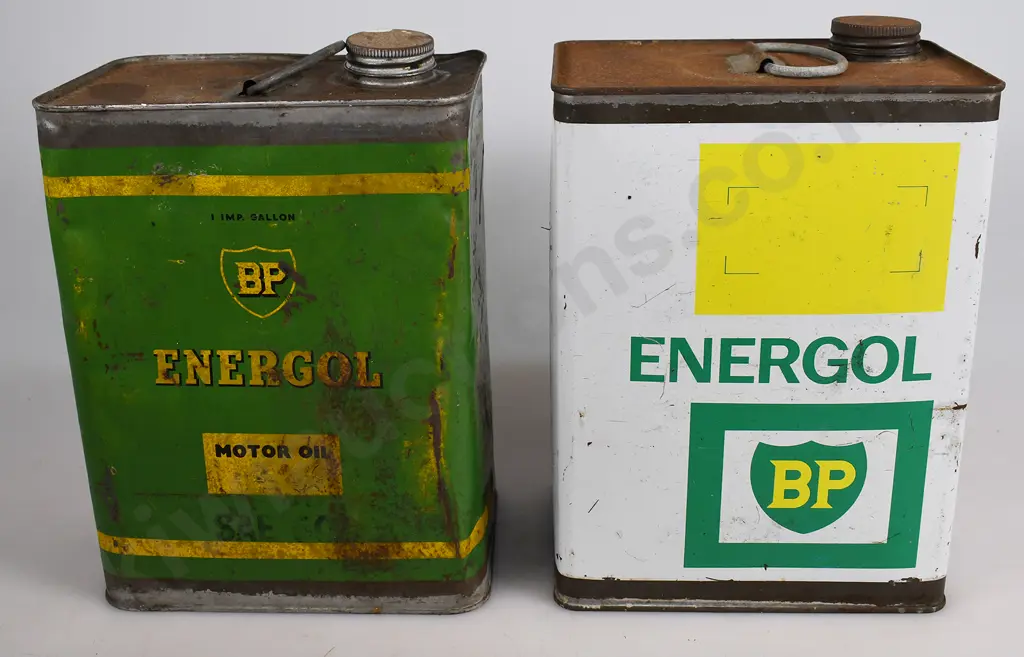 1 IMP. GALLON
BP
ENERGOL
MOTOR OIL
ENERGOL
BP